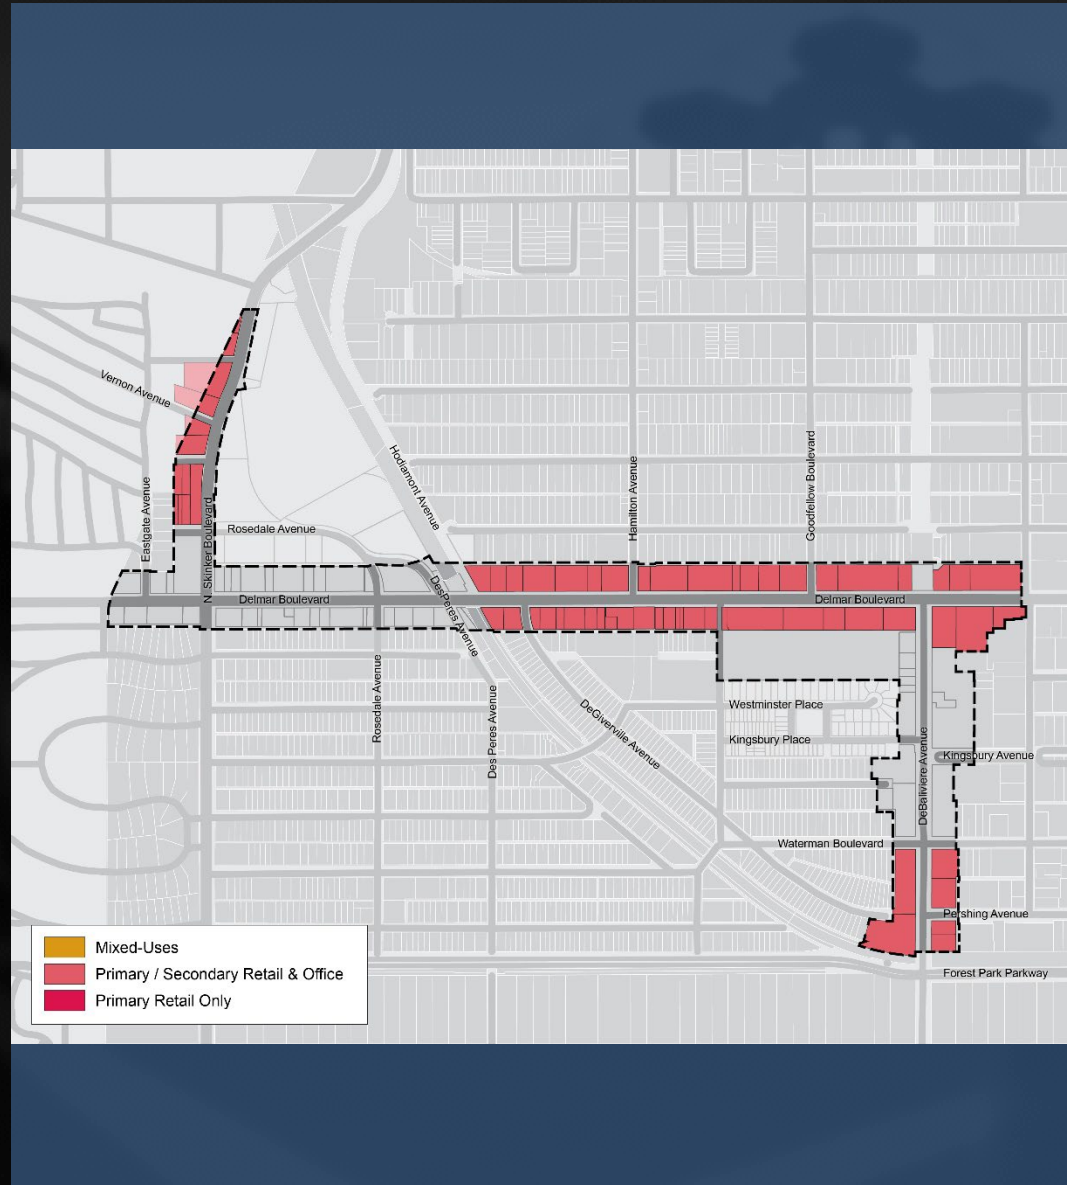 Vernon Avenue
Hodiamont Avenue
Hamilton Avenue
Goodfellow Boulevard
Eastgate Avenue
N. Skinker Boulevard
Rosedale Avenue
Delmar Boulevard
Delmar Boulevard
DesPeres Avenue
Rosedale Avenue
Des Peres Avenue
DeGiverville Avenue
Westminster Place
Kingsbury Place
DeBaliviere Avenue
Kingsbury Avenue
Waterman Boulevard
Pershing Avenue
Forest Park Parkway
Mixed-Uses
Primary / Secondary Retail & Office
Primary Retail Only